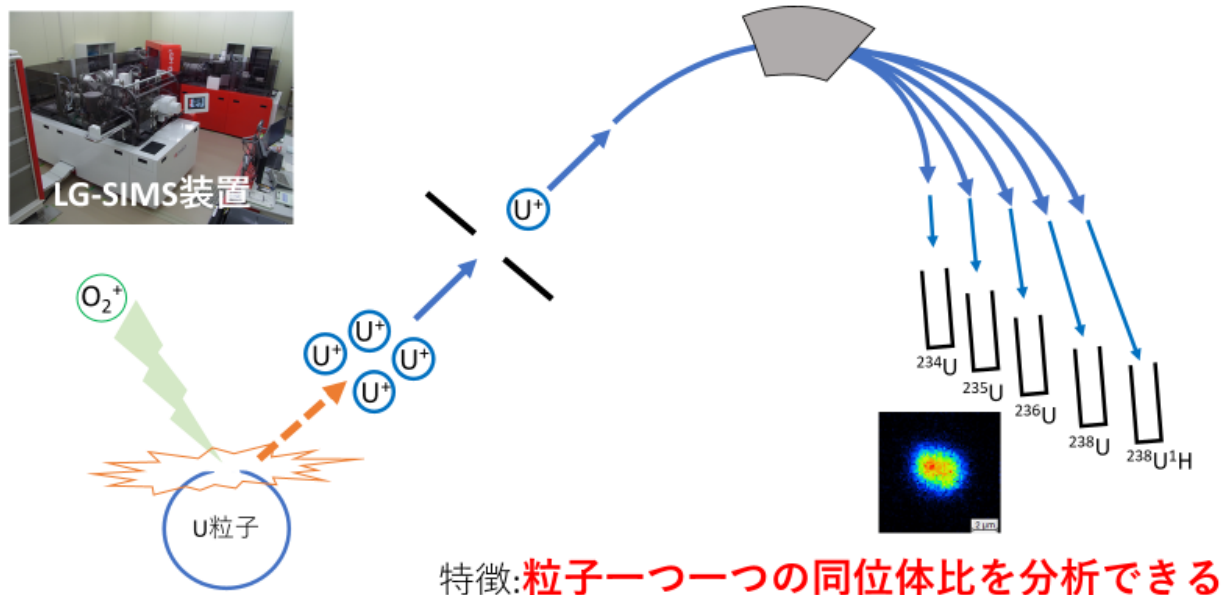 LG-SIMS装置
O₂⁺
U⁺
U⁺
U⁺
U⁺
U⁺
U粒子
²³⁴U
²³⁵U
²³⁶U
²³⁸U
²³⁸U¹H
2 μm
特徴:粒子一つ一つの同位体比を分析できる